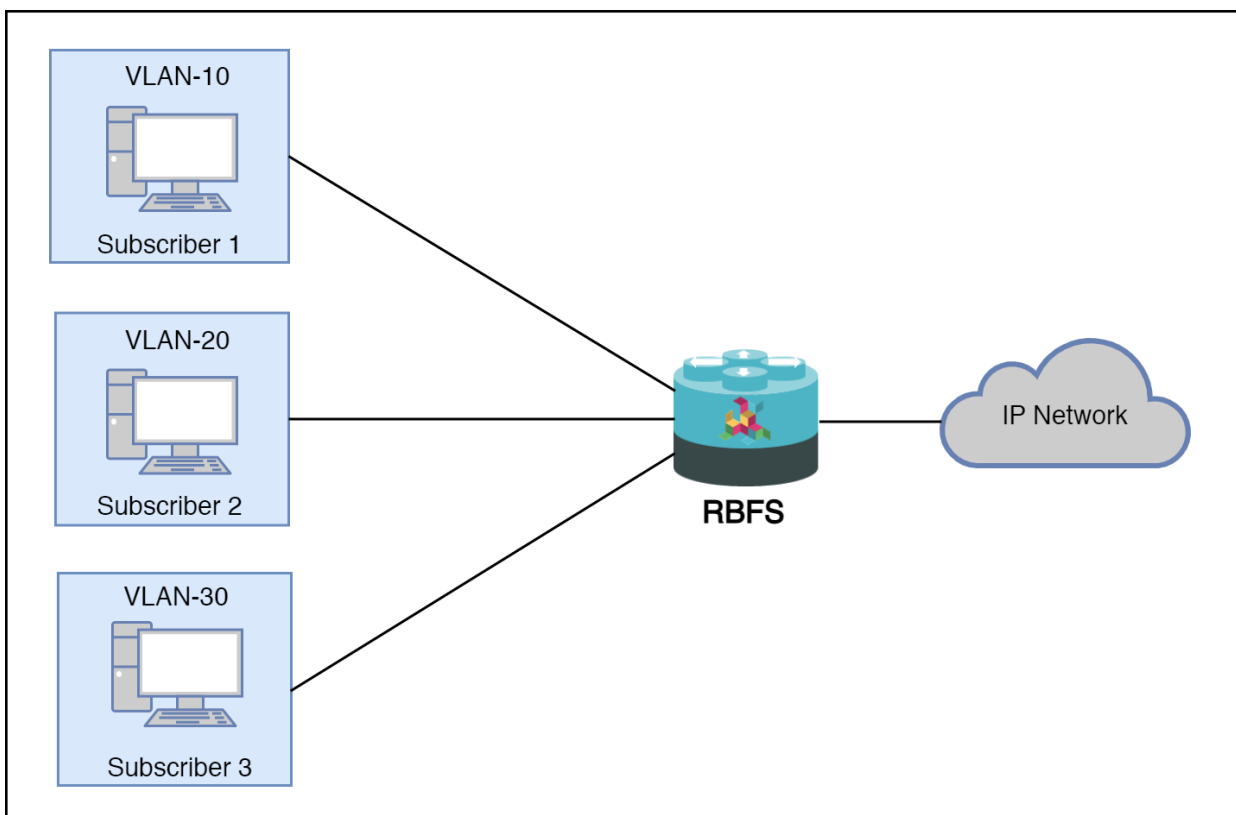 VLAN-10
Subscriber 1
VLAN-20
Subscriber 2
VLAN-30
Subscriber 3
RBFS
IP Network